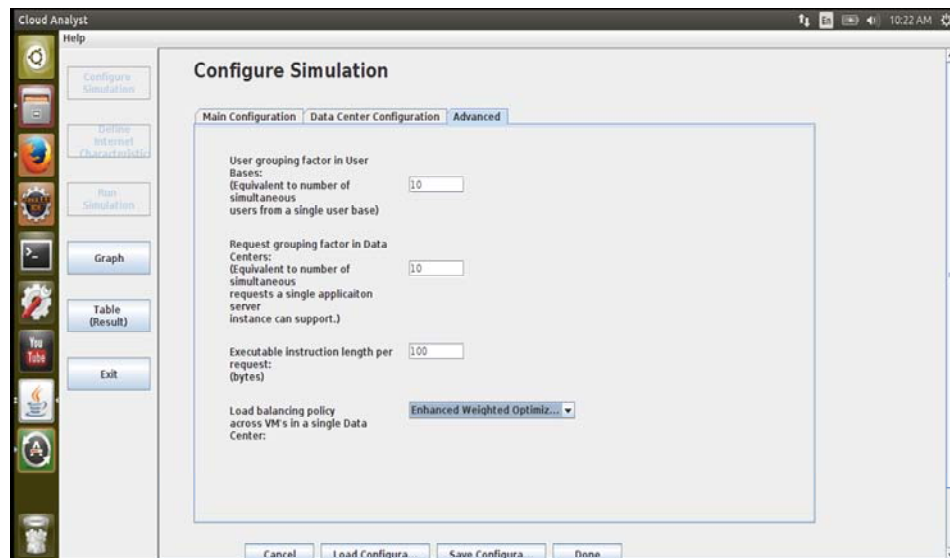 Cloud Analyst
En
10:22 AM
Help
Configure
Simulation
Define
Internet
Characteristic
Run
Simulation
Graph
Table
(Result)
Exit
Configure Simulation
Main Configuration
Data Center Configuration
Advanced
User grouping factor in User
Bases:
(Equivalent to number of
simultaneous
users from a single user base)
10
Request grouping factor in Data
Centers:
(Equivalent to number of
simultaneous
requests a single applicaiton
server
instance can support.)
10
Executable instruction length per
request:
(bytes)
100
Load balancing policy
across VM's in a single Data
Center:
Enhanced Weighted Optimiz...
You
Tube
Cancel
Load Configura...
Save Configura...
Done